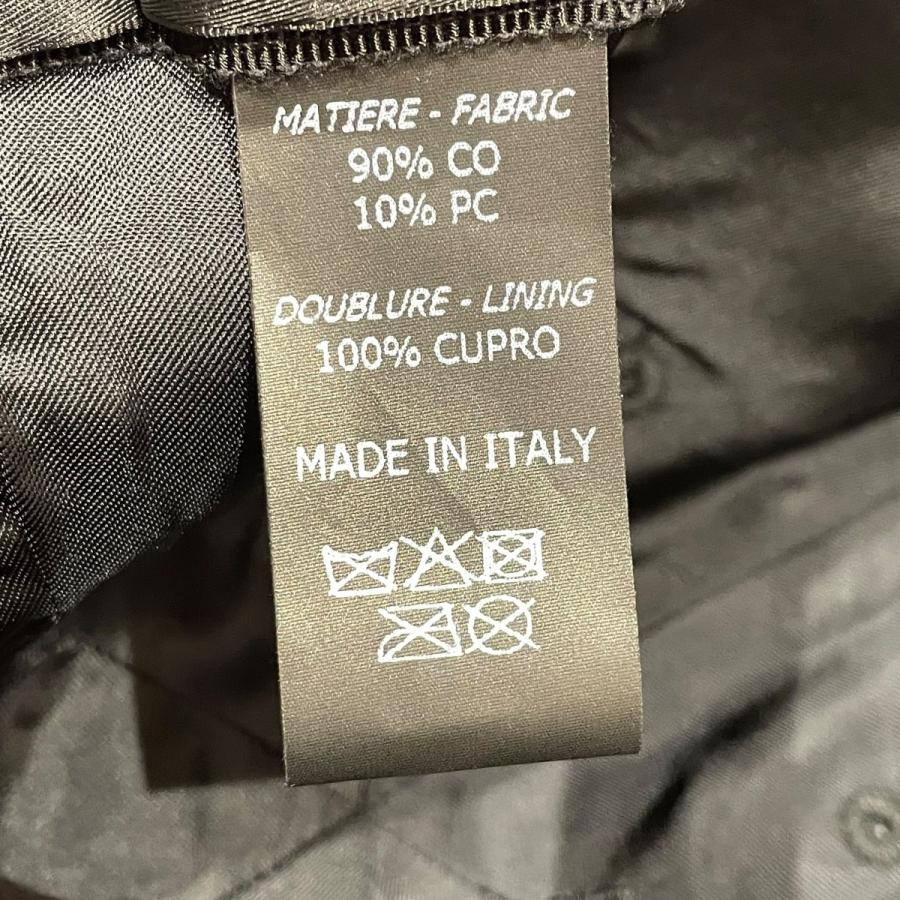 MATIERE - FABRIC
90% CO
10% PC
DOUBLURE - LINING
100% CUPRO
MADE IN ITALY